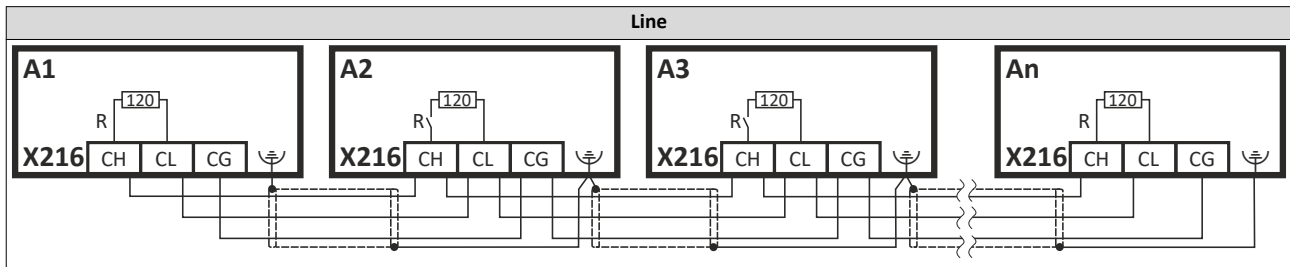 Line
A1 A2 A3 An
120 120 120 120
R R R R
X216 CH CL CG X216 CH CL CG X216 CH CL CG X216 CH CL CG